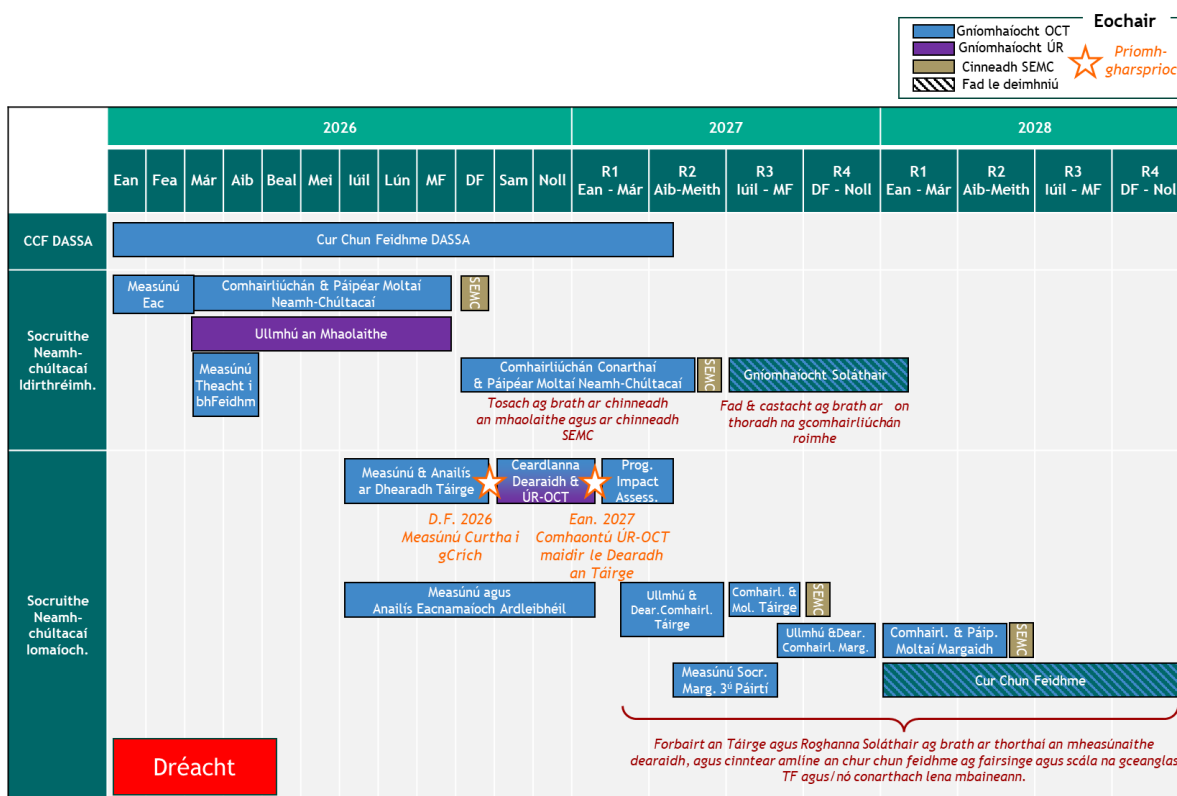 Eochair
Gníomhaíocht OCT
Gníomhaíocht ÚR
Cinneadh SEMC
Fad le deimhniú
Priomh-
gharsprioc
2026
2027
2028
Ean
Fea
Már
Aib
Beal
Mei
Iúil
Lún
MF
DF
Sam
Noll
R1
Ean - Már
R2
Aib-Meith
R3
Iúil - MF
R4
DF - Noll
R1
Ean - Már
R2
Aib-Meith
R3
Iúil - MF
R4
DF - Nol
CCF DASSA
Cur Chun Feidhme DASSA
Socruithe
Neamh-
chúltacaí
Idirthréimh.
Measúnú
Eac
Comhairliúchán & Páipéar Moltaí
Neamh-Chúltacaí
SEMC
Ullmhú an Mhaolaithe
Measúnú
Theacht i
bhFeidhm
Comhairliúchán Conarthaí
& Páipéar Moltaí Neamh-Chúltacaí
SEMC
Gníomhaíocht Soláthair
Tosach ag brath ar chinneadh
an mhaolaithe agus ar chinneadh
SEMC
Fad & castacht ag brath ar on
thoradh na gcomhairliúchán
roimhe
Socruithe
Neamh-
chúltacaí
Iomaíoch.
Measúnú & Anailís
ar Dhearadh Táirge
Ceardlanna
Dearaidh &
ÚR-OCT
Prog.
Impact
Assess.
D.F. 2026
Measúnú Curtha i
gCrích
Ean. 2027
Comhaontú ÚR-OCT
maidir le Dearadh
an Táirge
Measúnú agus
Anailís Eacnamaíoch Ardleibhéil
Ullmhú &
Dear.Comhairl.
Táirge
Comhairl. &
Mol. Táirge
SEMC
Ullmhú &Dear.
Comhairl. Marg.
Comhairl. & Páip.
Moltaí Margaidh
SEMC
Measúnú Socr.
Marg. 3ú Páirtí
Cur Chun Feidhme
Forbairt an Táirge agus Roghanna Soláthair ag brath ar thorthaí an mheasúnaithe
dearaidh, agus cinntear amlíne an chur chun feidhme ag fairsinge agus scála na gceanglas
TF agus/nó conarthach lena mbaineann.
Dréacht